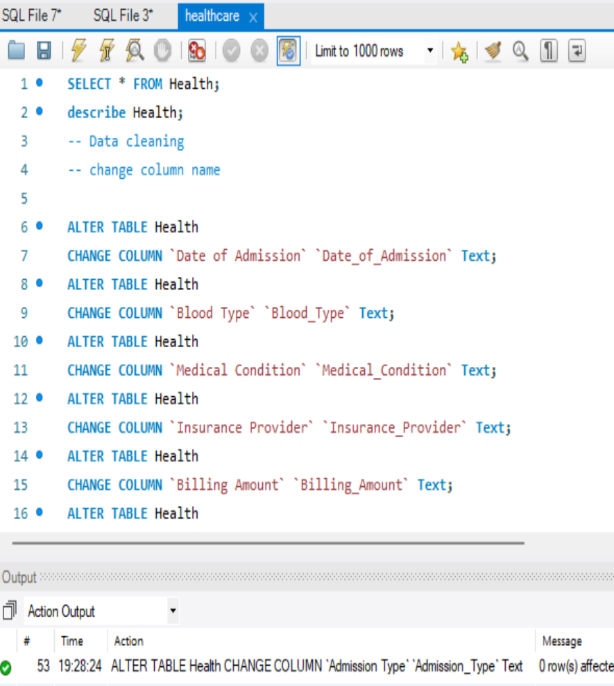 SQL File 7* SQL File 3* healthcare
Limit to 1000 rows
1 SELECT * FROM Health;
2 describe Health;
3 -- Data cleaning
4 -- change column name
5
6 ALTER TABLE Health
7 CHANGE COLUMN `Date of Admission` `Date_of_Admission` Text;
8 ALTER TABLE Health
9 CHANGE COLUMN `Blood Type` `Blood_Type` Text;
10 ALTER TABLE Health
11 CHANGE COLUMN `Medical Condition` `Medical_Condition` Text;
12 ALTER TABLE Health
13 CHANGE COLUMN `Insurance Provider` `Insurance_Provider` Text;
14 ALTER TABLE Health
15 CHANGE COLUMN `Billing Amount` `Billing_Amount` Text;
16 ALTER TABLE Health
Output
Action Output
# Time Action Message
53 19:28:24 ALTER TABLE Health CHANGE COLUMN `Admission Type` `Admission_Type` Text 0 row(s) affecte